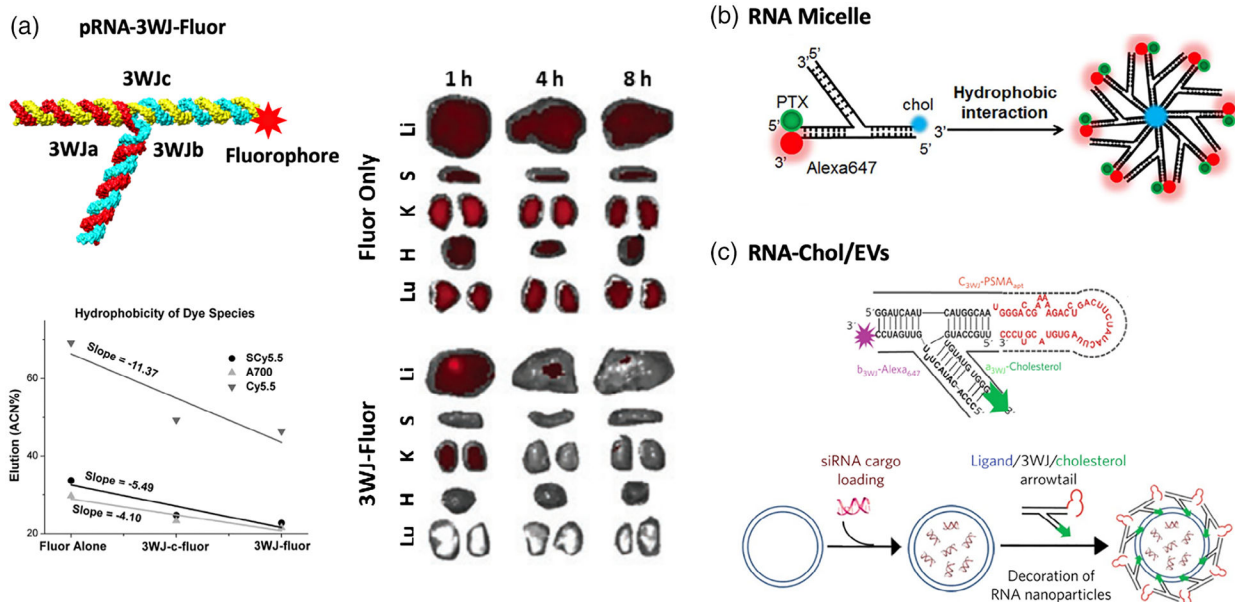 (a)
pRNA-3WJ-Fluor
3WJc
3WJa
3WJb
Fluorophore
Hydrophobicity of Dye Species
Slope = -11.37
SCy5.5
A700
Cy5.5
Slope = -5.49
Slope = -4.10
Elution (ACN%)
60
40
20
Fluor Alone
3WJ-c-fluor
3WJ-fluor
1 h
4 h
8 h
Fluor Only
Li
S
K
H
Lu
3WJ-Fluor
Li
S
K
H
Lu
(b) RNA Micelle
5'
3'
PTX
5'
3'
Alexa647
chol
3'
5'
Hydrophobic
interaction
(c) RNA-Chol/EVs
C3WJ-PSMAapt
5' GGAUCAAU CAUGGCAA
3' CCUAGUUG GUACCGUU 5'
b3WJ-Alexa647
a3WJ-Cholesterol
3'
5'
3'
siRNA cargo
loading
Ligand/3WJ/cholesterol
arrowtail
Decoration of
RNA nanoparticles